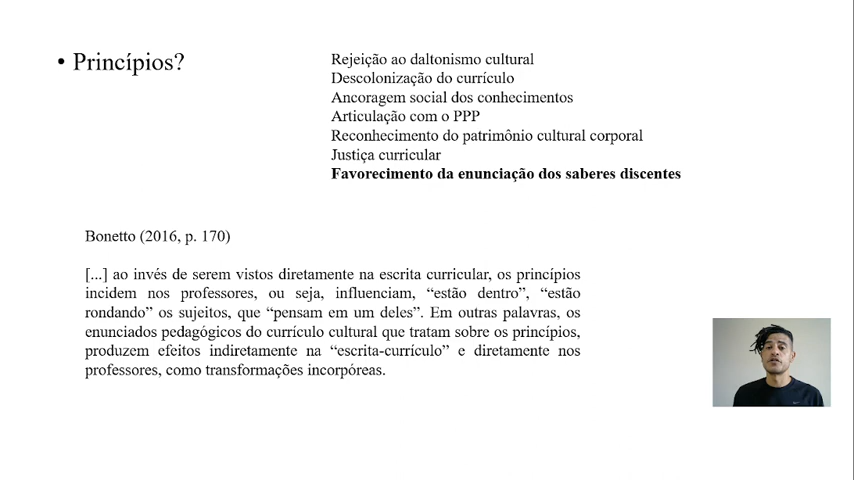 • Princípios?
Rejeição ao daltonismo cultural
Descolonização do currículo
Ancoragem social dos conhecimentos
Articulação com o PPP
Reconhecimento do patrimônio cultural corporal
Justiça curricular
Favorecimento da enunciação dos saberes discentes
Bonetto (2016, p. 170)
[...] ao invés de serem vistos diretamente na escrita curricular, os princípios
incidem nos professores, ou seja, influenciam, “estão dentro”, “estão
rondando” os sujeitos, que “pensam em um deles”. Em outras palavras, os
enunciados pedagógicos do currículo cultural que tratam sobre os princípios,
produzem efeitos indiretamente na “escrita-currículo” e diretamente nos
professores, como transformações incorpóreas.